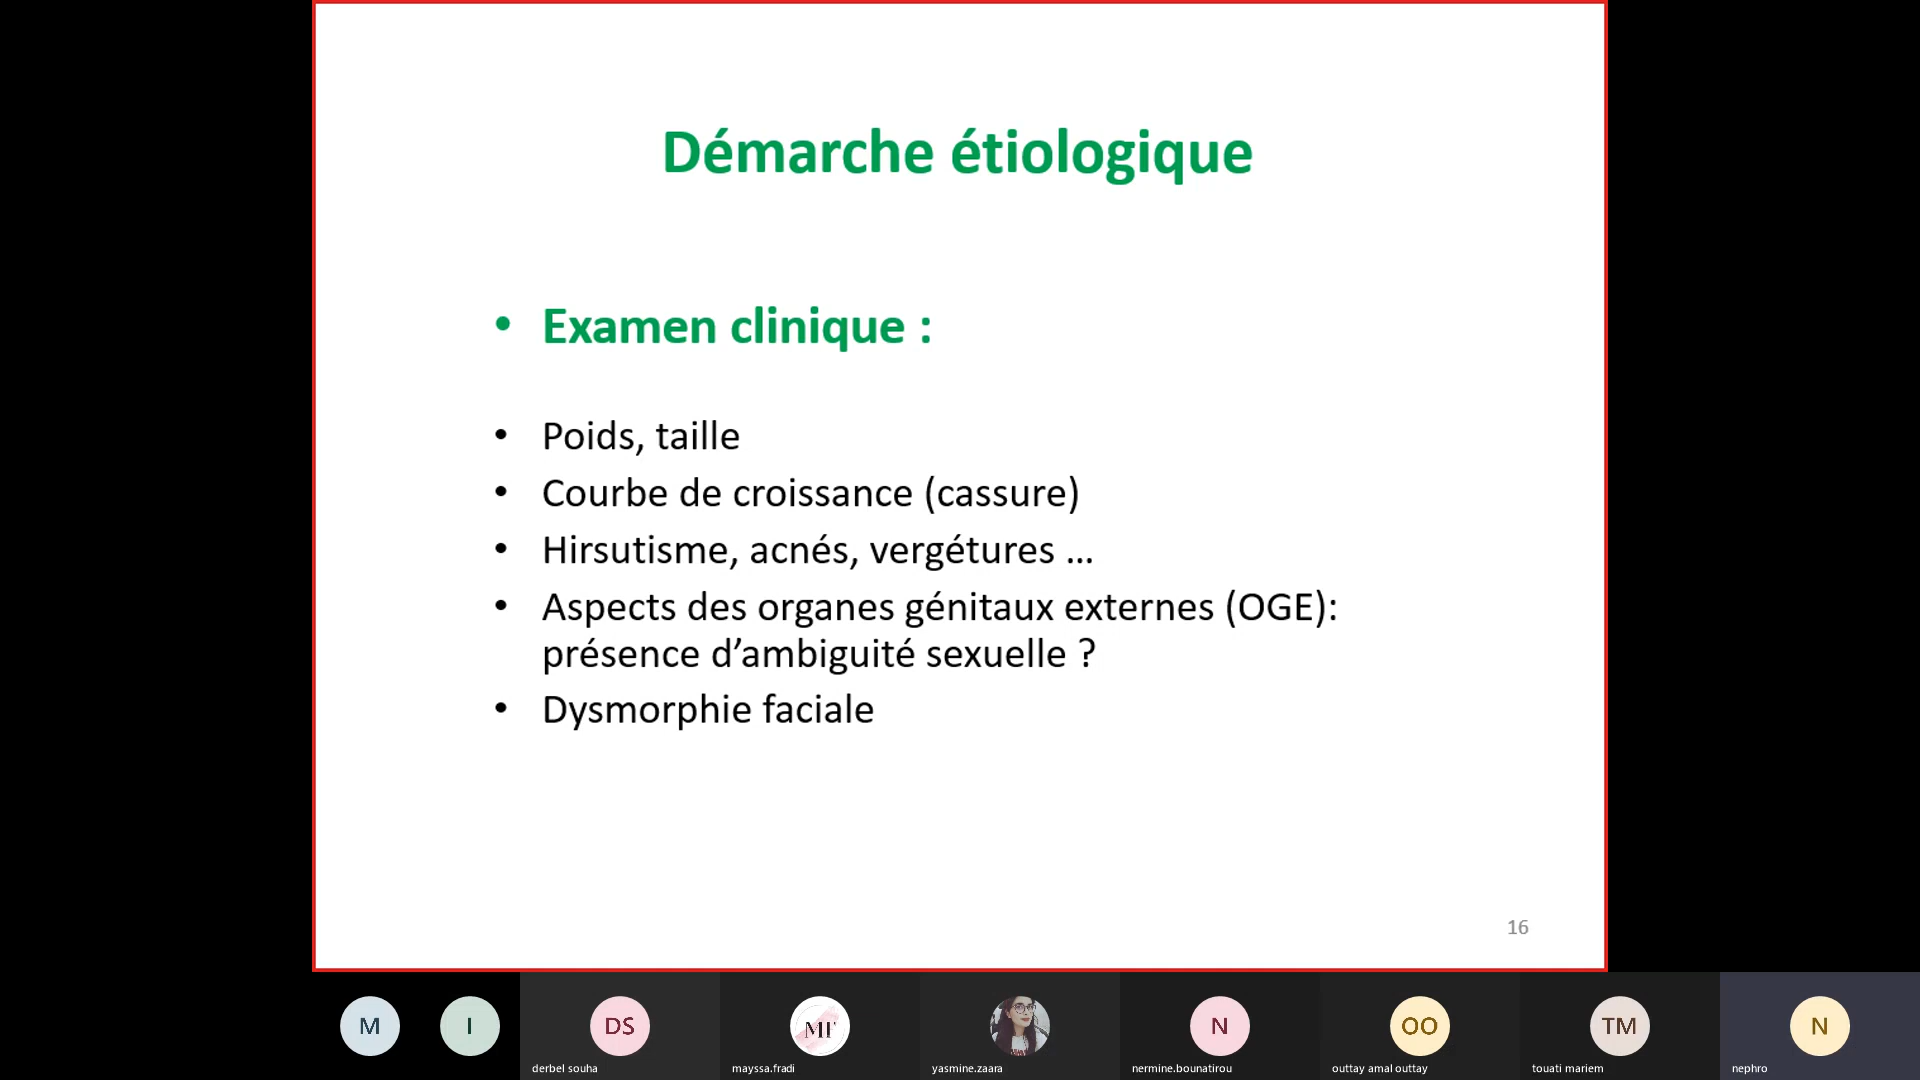 Démarche étiologique
• Examen clinique :
• Poids, taille
• Courbe de croissance (cassure)
• Hirsutisme, acnés, vergétures ...
• Aspects des organes génitaux externes (OGE):
présence d’ambiguité sexuelle ?
• Dysmorphie faciale
16
M
I
DS
MF
N
OO
TM
N
derbel souha
mayssa.fradi
yasmine.zaara
nermine.bounatirou
outtay amal outtay
touati mariem
nephro